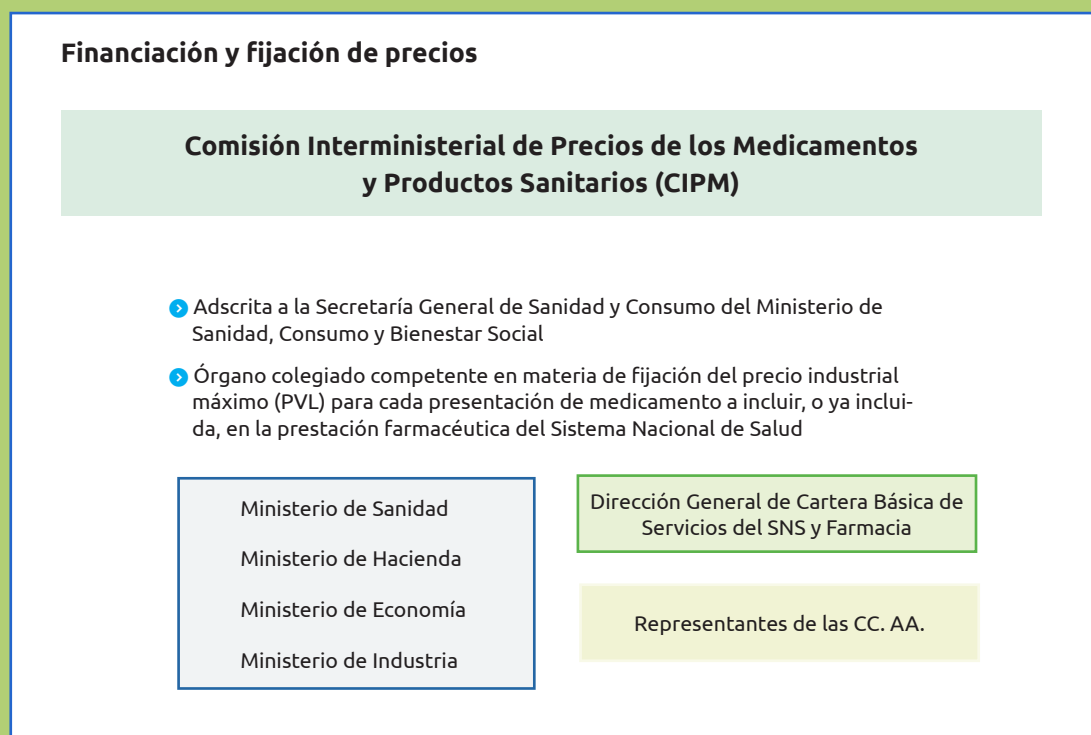 Financiación y fijación de precios
Comisión Interministerial de Precios de los Medicamentos
y Productos Sanitarios (CIPM)
Adscrita a la Secretaría General de Sanidad y Consumo del Ministerio de
Sanidad, Consumo y Bienestar Social
Órgano colegiado competente en materia de fijación del precio industrial
máximo (PVL) para cada presentación de medicamento a incluir, o ya inclui-
da, en la prestación farmacéutica del Sistema Nacional de Salud
Ministerio de Sanidad
Ministerio de Hacienda
Ministerio de Economía
Ministerio de Industria
Dirección General de Cartera Básica de
Servicios del SNS y Farmacia
Representantes de las CC. AA.